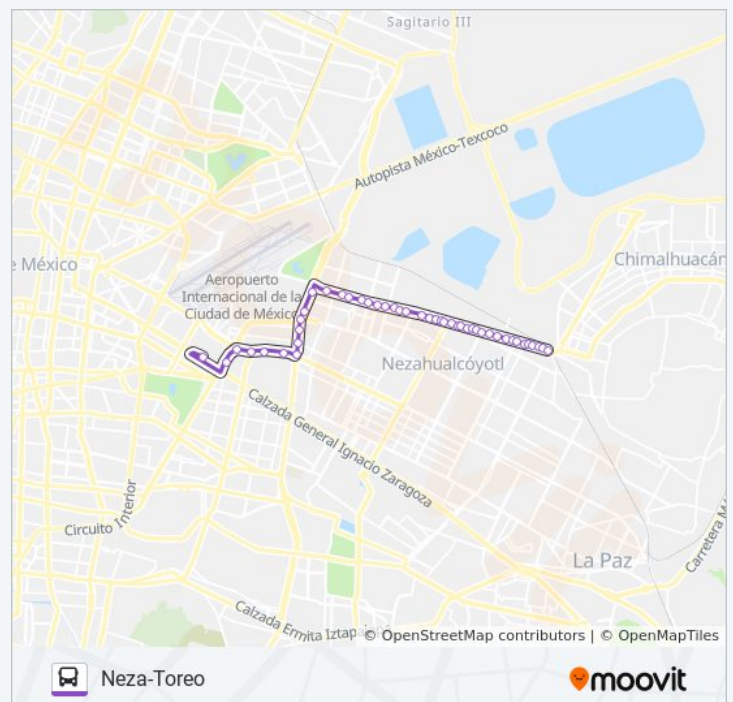 Sagitario III
Autopista México-Texcoco
e México
Aeropuerto
Internacional de la
Ciudad de México
Chimalhuacán
Nezahualcóyotl
Calzada General Ignacio Zaragoza
Circuito Interior
La Paz
Carretera M
Calzada Ermita Iztapalapa
© OpenStreetMap contributors | © OpenMapTiles
Neza-Toreo
moovit